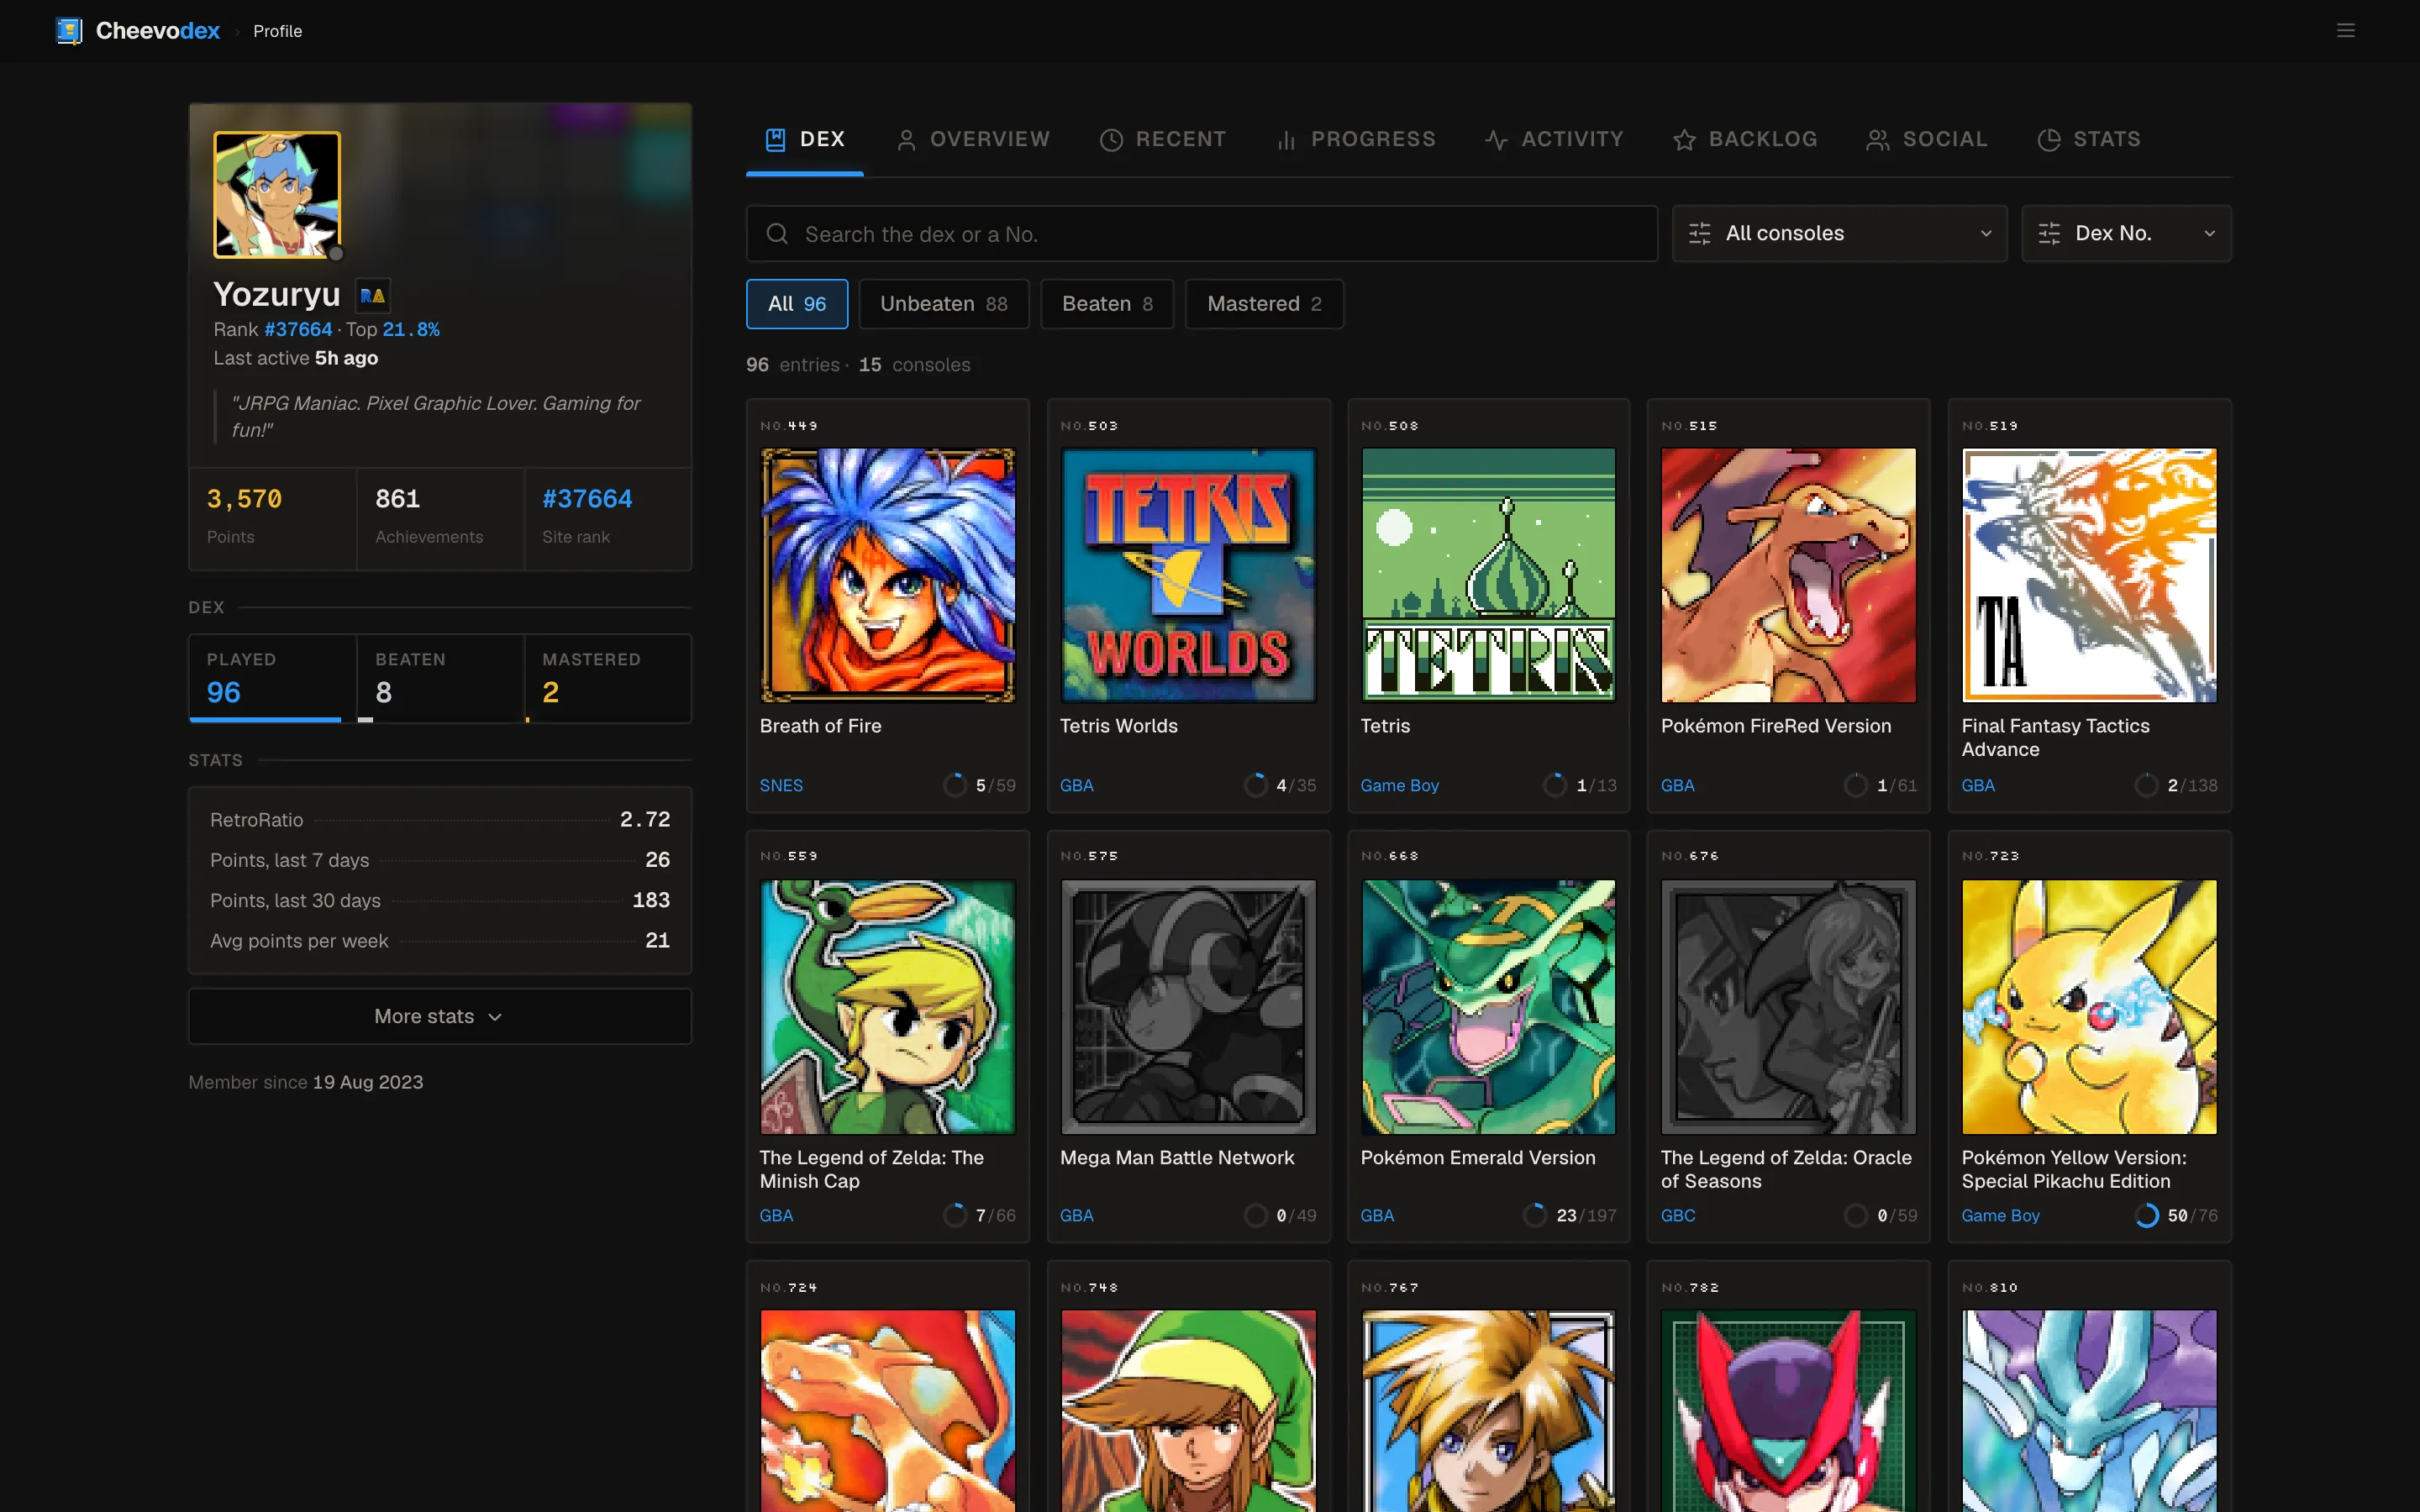 Cheevodex › Profile
DEX OVERVIEW RECENT PROGRESS ACTIVITY BACKLOG SOCIAL STATS
Yozuryu RA
Rank #37664 · Top 21.8%
Last active 5h ago
"JRPG Maniac. Pixel Graphic Lover. Gaming for
fun!"
3,570 861 #37664
Points Achievements Site rank
DEX
PLAYED BEATEN MASTERED
96 8 2
STATS
RetroRatio 2.72
Points, last 7 days 26
Points, last 30 days 183
Avg points per week 21
More stats
Member since 19 Aug 2023
Search the dex or a No. All consoles Dex No.
All 96 Unbeaten 88 Beaten 8 Mastered 2
96 entries · 15 consoles
NO.449
Breath of Fire
SNES 5/59
NO.503
TETRIS
WORLDS
Tetris Worlds
GBA 4/35
NO.508
TETRIS
Tetris
Game Boy 1/13
NO.515
Pokémon FireRed Version
GBA 1/61
NO.519
TA
Final Fantasy Tactics
Advance
GBA 2/138
NO.559
The Legend of Zelda: The
Minish Cap
GBA 7/66
NO.575
Mega Man Battle Network
GBA 0/49
NO.668
Pokémon Emerald Version
GBA 23/197
NO.676
The Legend of Zelda: Oracle
of Seasons
GBC 0/59
NO.723
Pokémon Yellow Version:
Special Pikachu Edition
Game Boy 50/76
NO.724
NO.748
NO.767
NO.782
NO.810